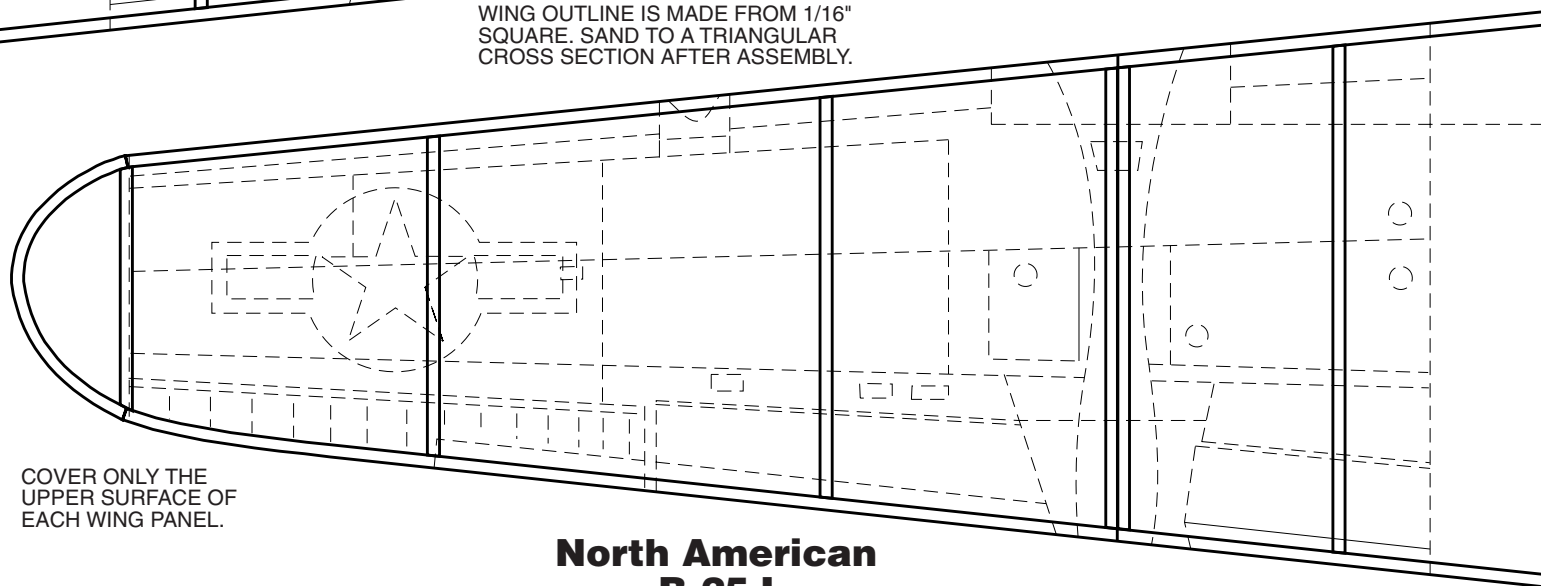 WING OUTLINE IS MADE FROM 1/16"
SQUARE. SAND TO A TRIANGULAR
CROSS SECTION AFTER ASSEMBLY.
COVER ONLY THE
UPPER SURFACE OF
EACH WING PANEL.
North American